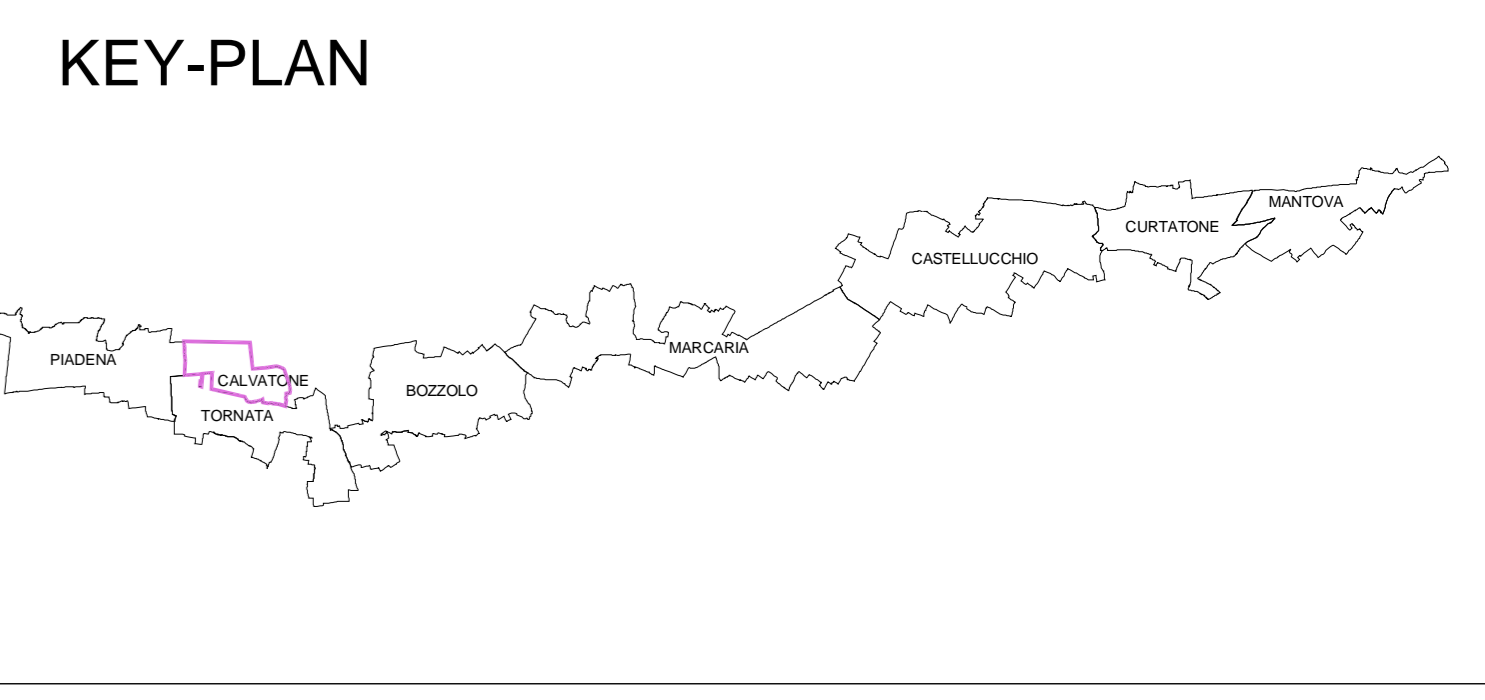 KEY-PLAN
MANTOVA
CURTATONE
CASTELLUCCHIO
MARCARIA
PIADENA
CALVATONE
BOZZOLO
TORNATA